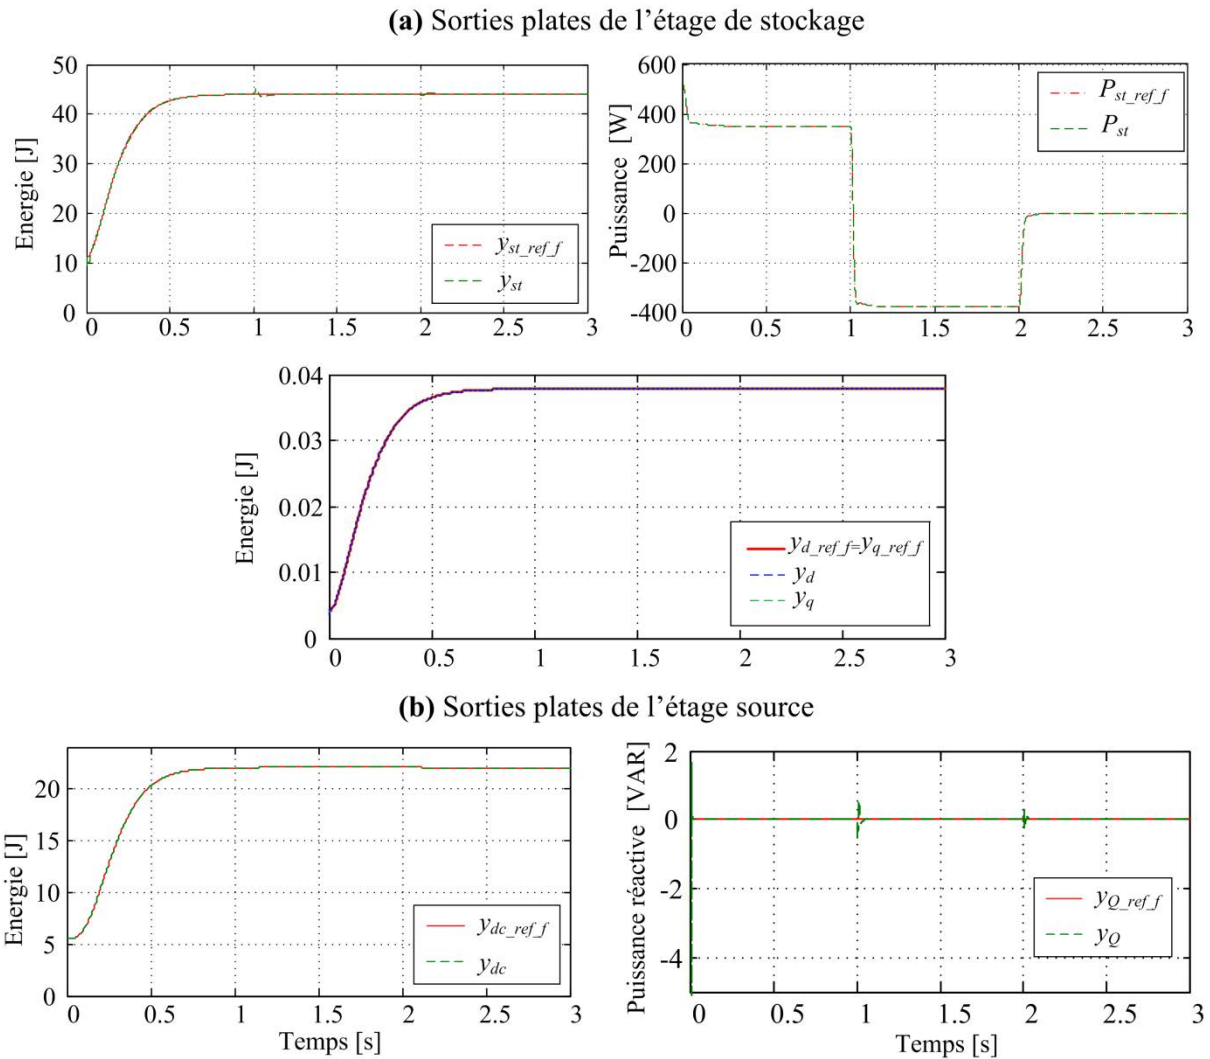 (a) Sorties plates de l'étage de stockage
50
40
30
20
10
0
Energie [J]
y_st_ref_f
y_st
0 0.5 1 1.5 2 2.5 3
600
400
200
0
-200
-400
Puissance [W]
P_st_ref_f
P_st
0 0.5 1 1.5 2 2.5 3
0.04
0.03
0.02
0.01
0
Energie [J]
y_d_ref_f=y_q_ref_f
y_d
y_q
0 0.5 1 1.5 2 2.5 3
(b) Sorties plates de l'étage source
20
15
10
5
0
Energie [J]
y_dc_ref_f
y_dc
0 0.5 1 1.5 2 2.5 3
Temps [s]
2
0
-2
-4
Puissance réactive [VAR]
y_Q_ref_f
y_Q
0 0.5 1 1.5 2 2.5 3
Temps [s]